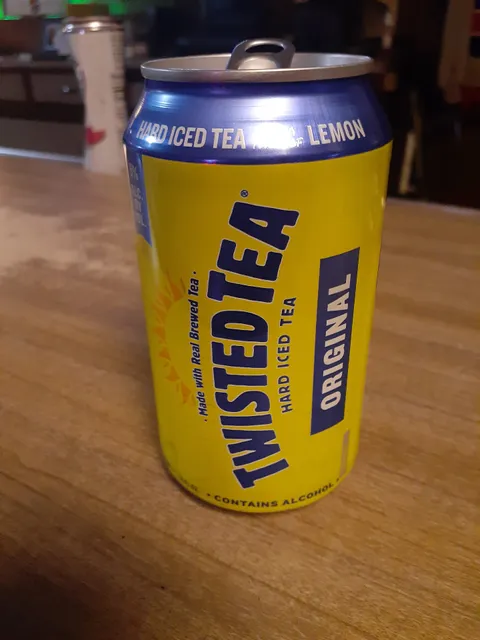 HARD ICED TEA LEMON
· Made with Real Brewed Tea ·
TWISTED TEA®
HARD ICED TEA
ORIGINAL
• CONTAINS ALCOHOL •